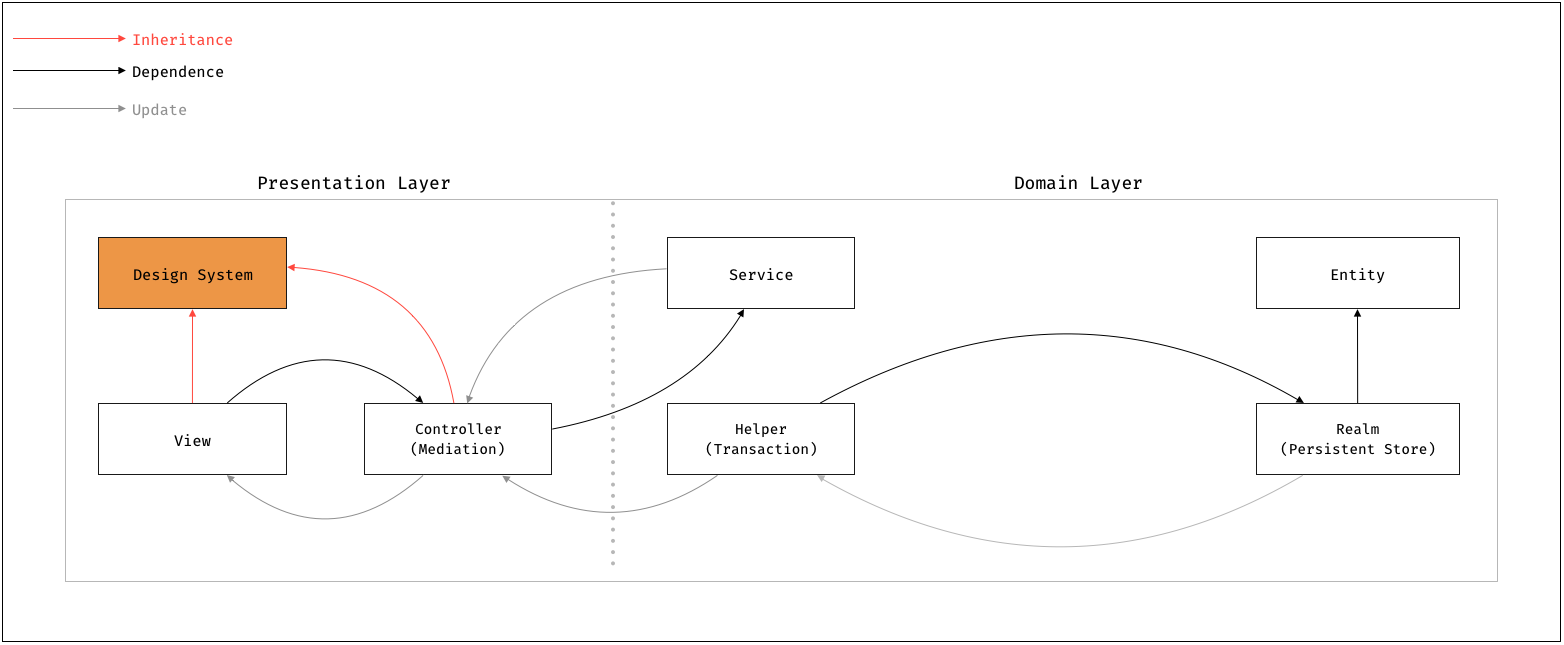 Inheritance
Dependence
Update
Presentation Layer
Domain Layer
Design System
Service
Entity
View
Controller
(Mediation)
Helper
(Transaction)
Realm
(Persistent Store)